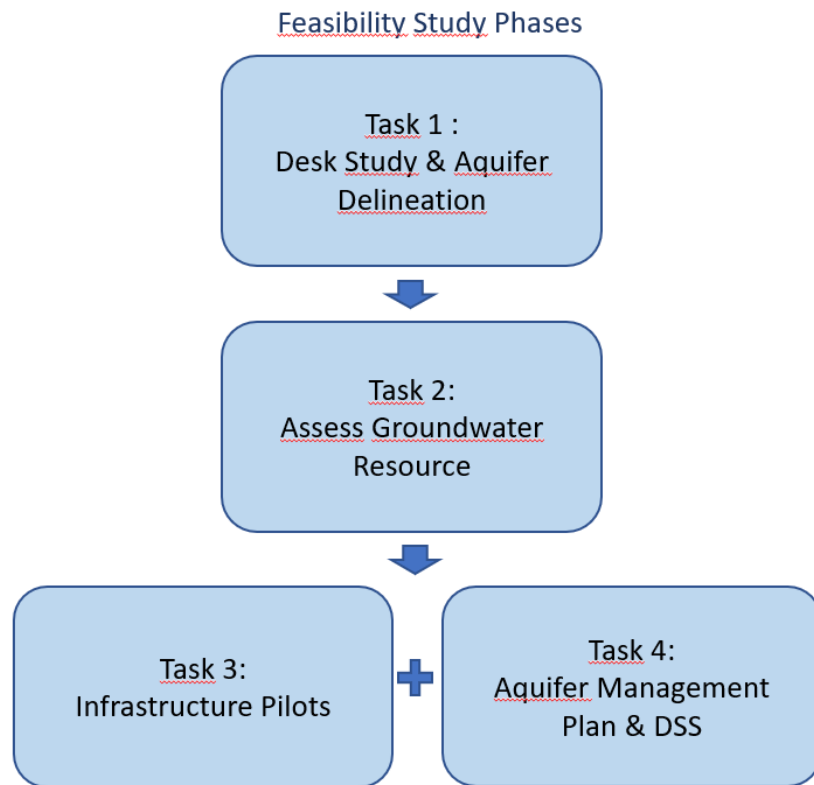 Feasibility Study Phases
Task 1 :
Desk Study & Aquifer
Delineation
Task 2:
Assess Groundwater
Resource
Task 3:
Infrastructure Pilots
Task 4:
Aquifer Management
Plan & DSS